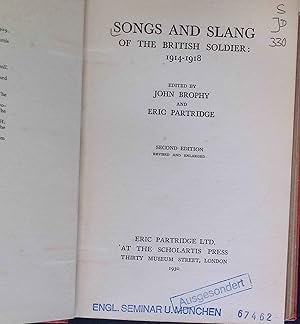 S
330
SONGS AND SLANG
OF THE BRITISH SOLDIER:
1914-1918
EDITED BY
JOHN BROPHY
AND
ERIC PARTRIDGE
SECOND EDITION
REVISED AND ENLARGED
ERIC PARTRIDGE LTD.
AT THE SCHOLARTIS PRESS
THIRTY MUSEUM STREET, LONDON
1930
Ausgesondert
ENGL. SEMINAR U. MÜNCHEN
67462